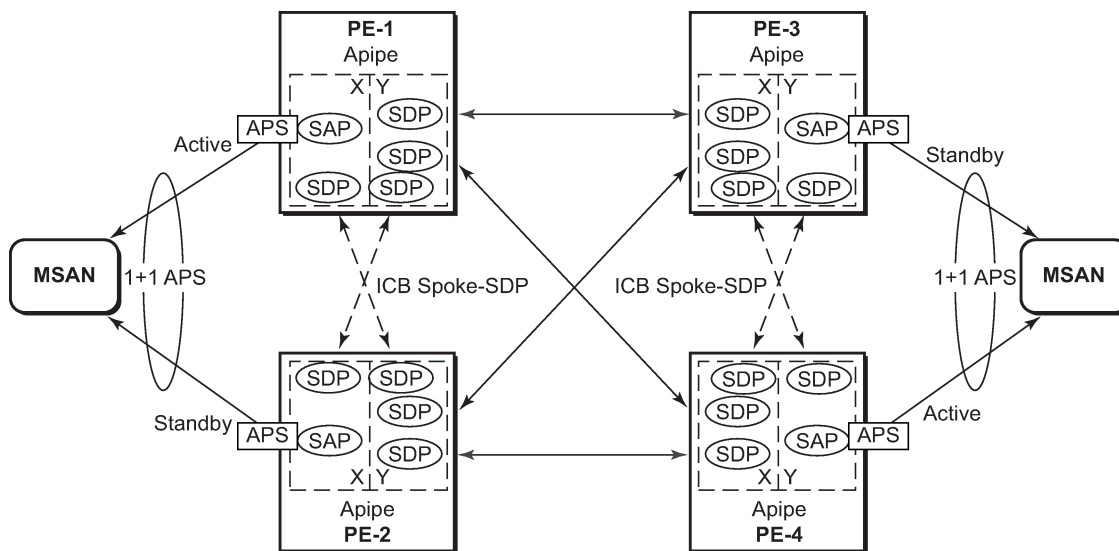 PE-1
Apipe
X Y
SDP
APS
SAP
SDP
SDP
SDP
Active
PE-3
Apipe
X Y
SDP
SAP
APS
SDP
SDP
SDP
Standby
MSAN
1+1 APS
ICB Spoke-SDP
ICB Spoke-SDP
1+1 APS
MSAN
SDP
SDP
SDP
Standby
APS
SAP
SDP
X Y
Apipe
PE-2
SDP
SDP
SDP
Active
SDP
SAP
APS
X Y
Apipe
PE-4